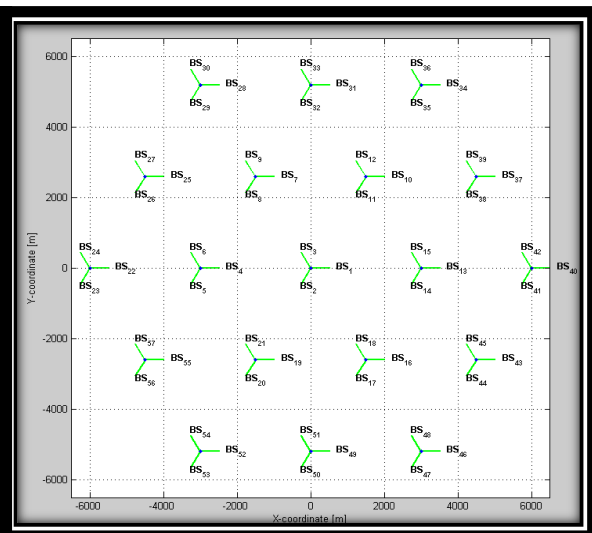 6000
4000
2000
0
-2000
-4000
-6000
Y-coordinate [m]
BS30 BS33 BS36
BS28 BS31 BS34
BS29 BS32 BS35
BS27 BS9 BS12 BS39
BS25 BS7 BS10 BS37
BS26 BS8 BS11 BS38
BS24 BS6 BS3 BS15 BS42
BS22 BS4 BS1 BS13 BS40
BS23 BS5 BS2 BS14 BS41
BS57 BS21 BS18 BS45
BS55 BS19 BS16 BS43
BS56 BS20 BS17 BS44
BS54 BS51 BS48
BS52 BS49 BS46
BS53 BS50 BS47
-6000 -4000 -2000 0 2000 4000 6000
X-coordinate [m]